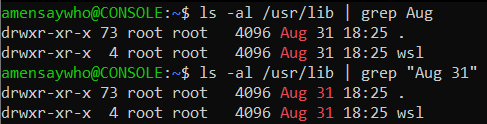 amensaywho@CONSOLE:~$ ls -al /usr/lib | grep Aug
drwxr-xr-x 73 root root   4096 Aug 31 18:25 .
drwxr-xr-x  4 root root   4096 Aug 31 18:25 wsl
amensaywho@CONSOLE:~$ ls -al /usr/lib | grep "Aug 31"
drwxr-xr-x 73 root root   4096 Aug 31 18:25 .
drwxr-xr-x  4 root root   4096 Aug 31 18:25 wsl